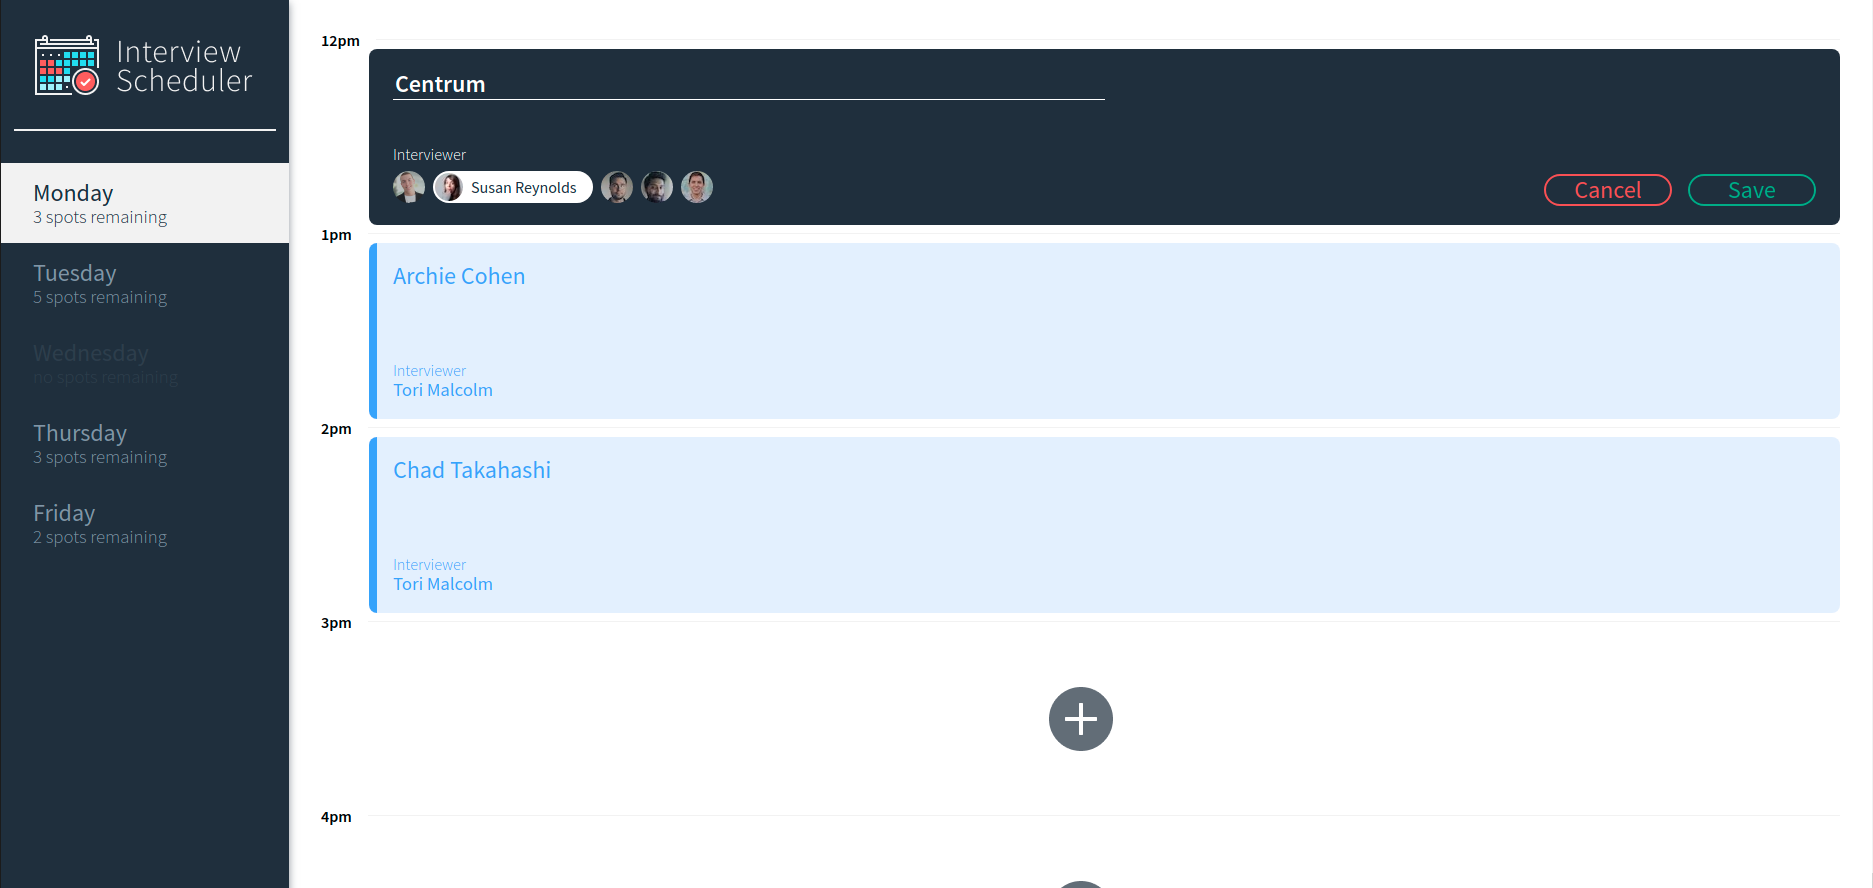 Interview
Scheduler
Monday
3 spots remaining
Tuesday
5 spots remaining
Wednesday
no spots remaining
Thursday
3 spots remaining
Friday
2 spots remaining
12pm
Centrum
Interviewer
Susan Reynolds
Cancel
Save
1pm
Archie Cohen
Interviewer
Tori Malcolm
2pm
Chad Takahashi
Interviewer
Tori Malcolm
3pm
4pm